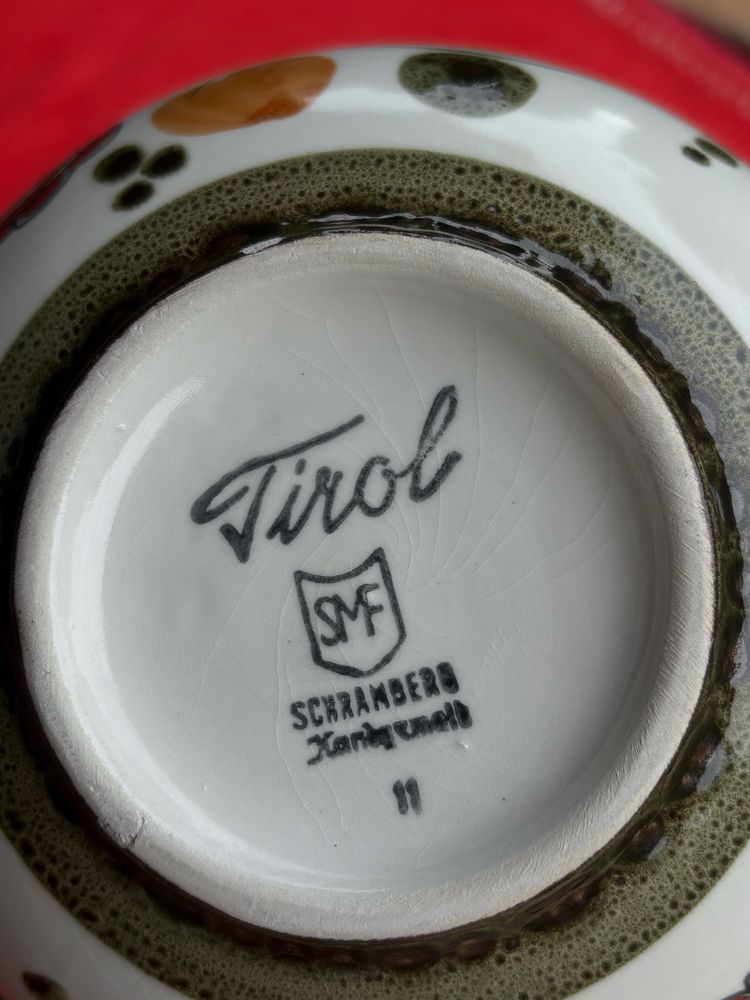 Tirol
SMF
SCHRAMBERG
Handgemalt
11